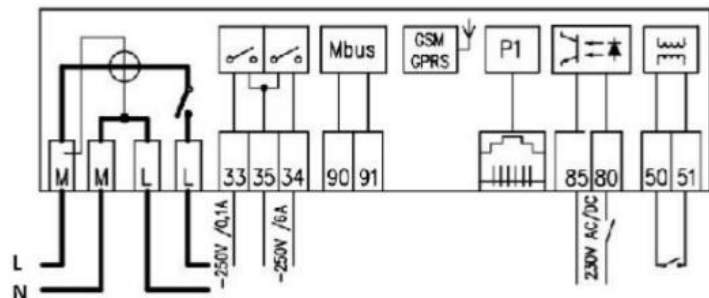 Mbus
GSM
GPRS
P1
M M L L 33 35 34 90 91 85 80 50 51
~250V /0,1A
~250V /6A
230V AC/DC
L
N